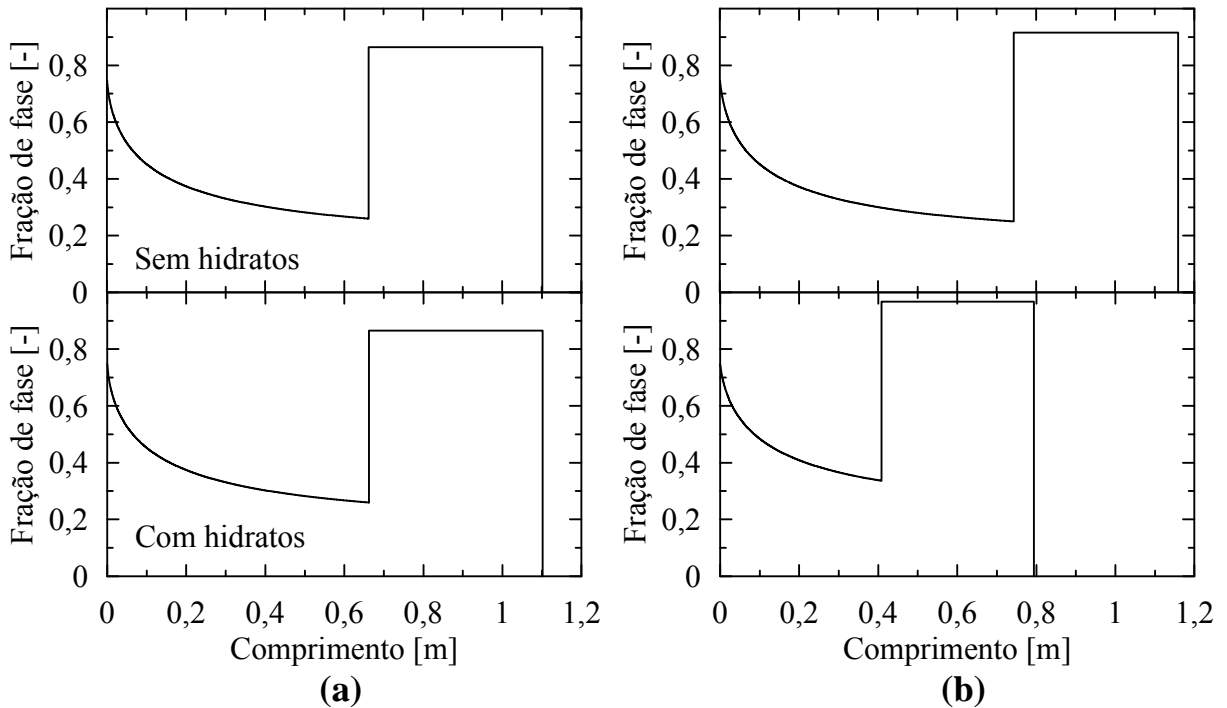 Fração de fase [-]
0,8
0,6
0,4
0,2
0
Sem hidratos
Fração de fase [-]
0,8
0,6
0,4
0,2
0
Com hidratos
0 0,2 0,4 0,6 0,8 1 1,2
Comprimento [m]
(a)
Fração de fase [-]
0,8
0,6
0,4
0,2
0
Fração de fase [-]
0,8
0,6
0,4
0,2
0
0 0,2 0,4 0,6 0,8 1 1,2
Comprimento [m]
(b)